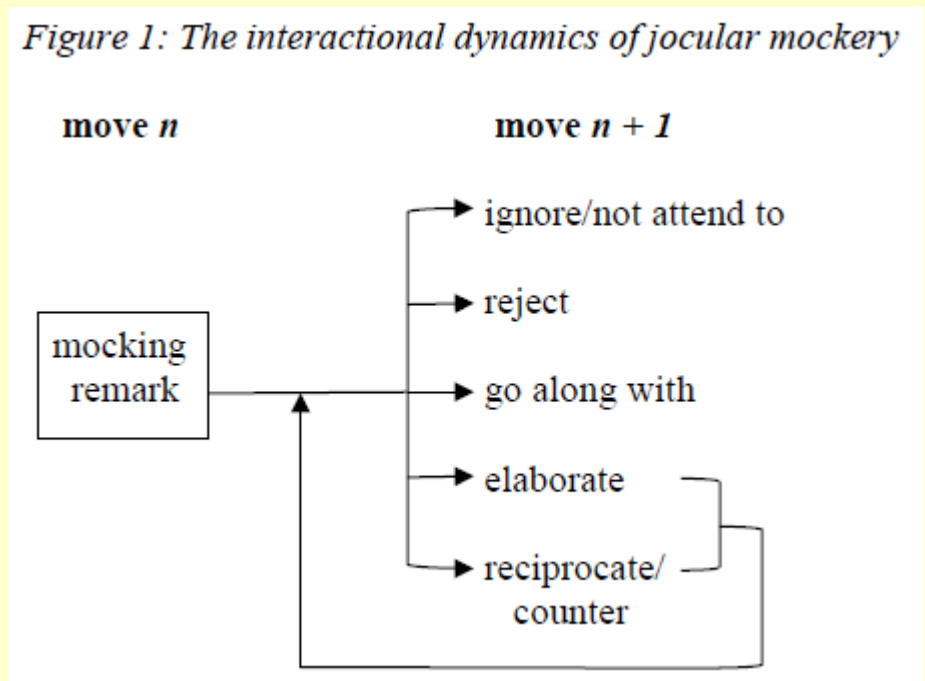 Figure 1: The interactional dynamics of jocular mockery
move n
move n + 1
ignore/not attend to
reject
mocking
remark
go along with
elaborate
reciprocate/
counter